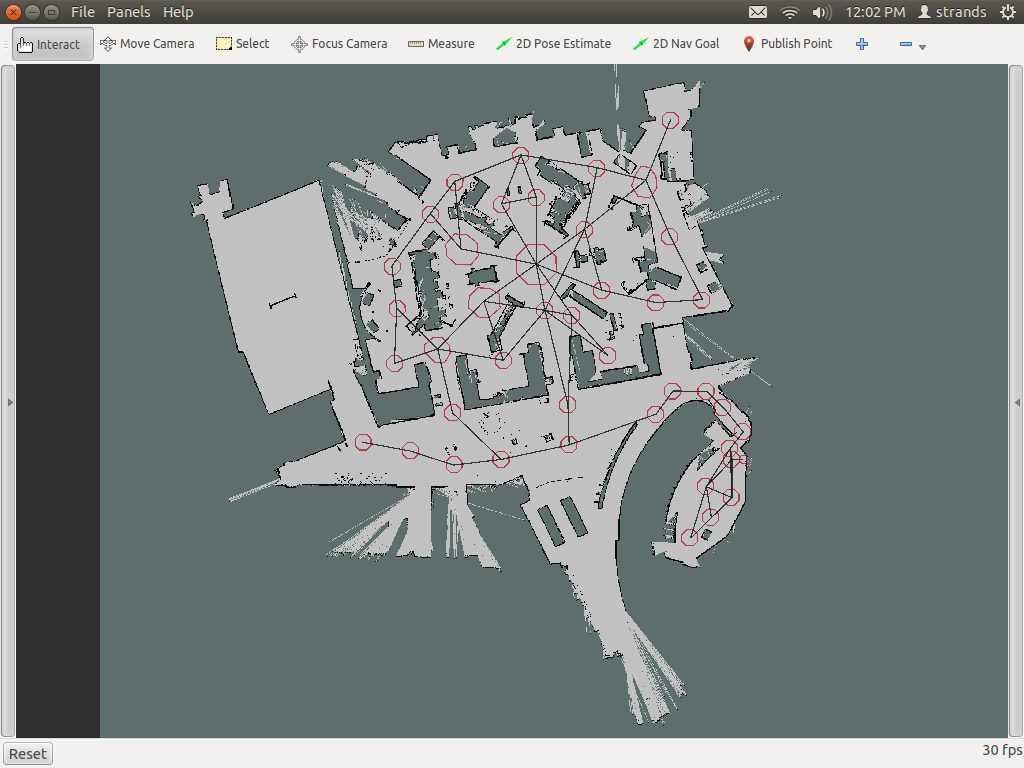 File Panels Help 12:02 PM strands
Interact Move Camera Select Focus Camera Measure 2D Pose Estimate 2D Nav Goal Publish Point
Reset 30 fps